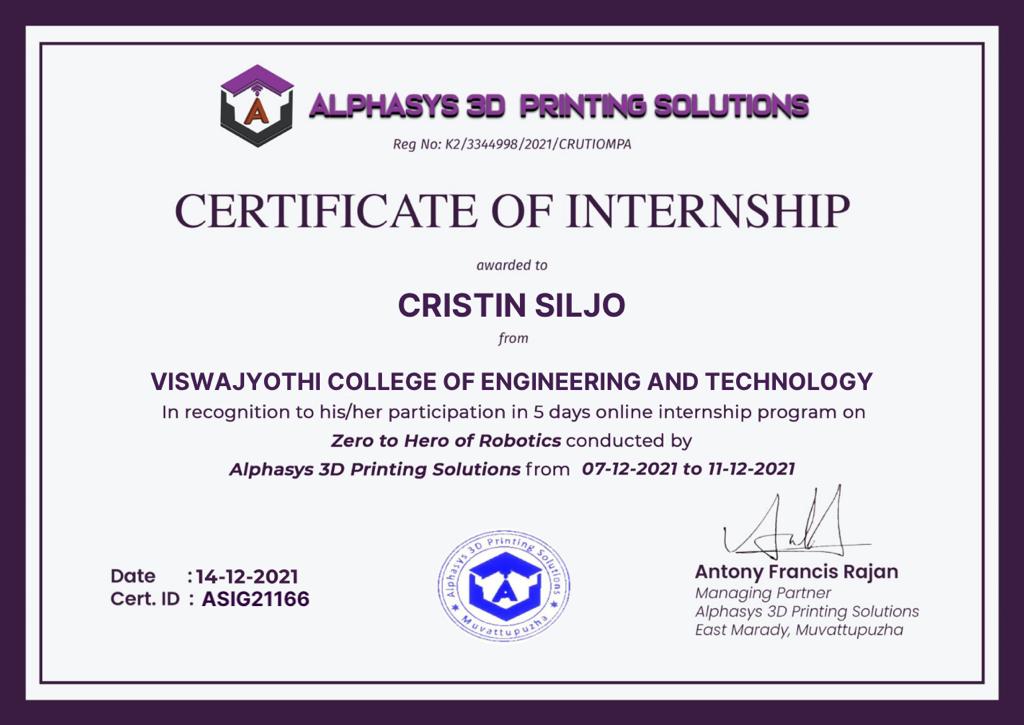 A
ALPHASYS 3D PRINTING SOLUTIONS
Reg No: K2/3344998/2021/CRUTIOMPA
CERTIFICATE OF INTERNSHIP
awarded to
CRISTIN SILJO
from
VISWAJYOTHI COLLEGE OF ENGINEERING AND TECHNOLOGY
In recognition to his/her participation in 5 days online internship program on
Zero to Hero of Robotics conducted by
Alphasys 3D Printing Solutions from 07-12-2021 to 11-12-2021
Date :14-12-2021
Cert. ID : ASIG21166
Alphasys 3D Printing Solutions
A
Muvattupuzha
Antony Francis Rajan
Managing Partner
Alphasys 3D Printing Solutions
East Marady, Muvattupuzha